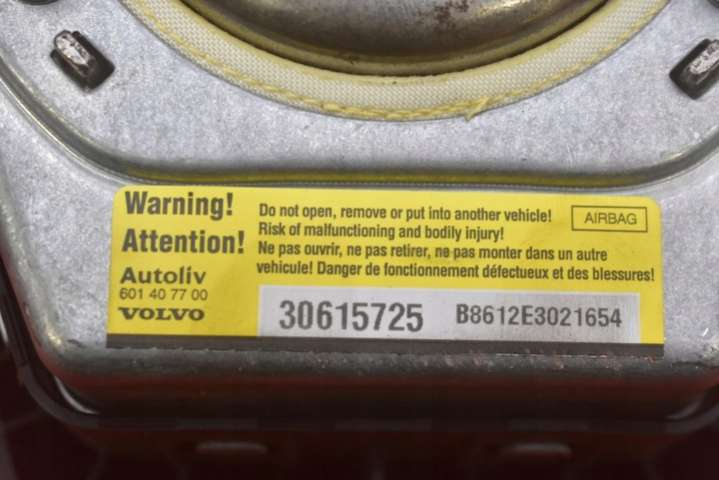 Warning!
Attention!
Do not open, remove or put into another vehicle!
Risk of malfunctioning and bodily injury!
Ne pas ouvrir, ne pas retirer, ne pas monter dans un autre
vehicule! Danger de fonctionnement défectueux et des blessures!
AIRBAG
Autoliv
601 40 77 00
VOLVO
30615725
B8612E3021654